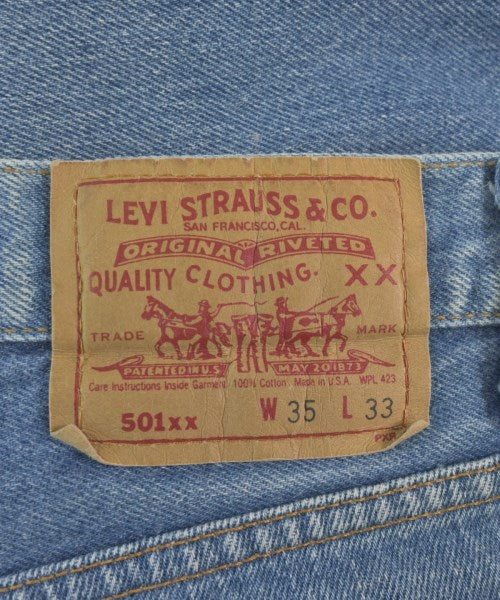 LEVI STRAUSS & CO.
SAN FRANCISCO, CAL.
ORIGINAL RIVETED
QUALITY CLOTHING. XX
TRADE MARK
PATENTED IN U.S. MAY 20 1873
Care Instructions Inside Garment 100% Cotton Made in U.S.A. WPL 423
501xx W 35 L 33